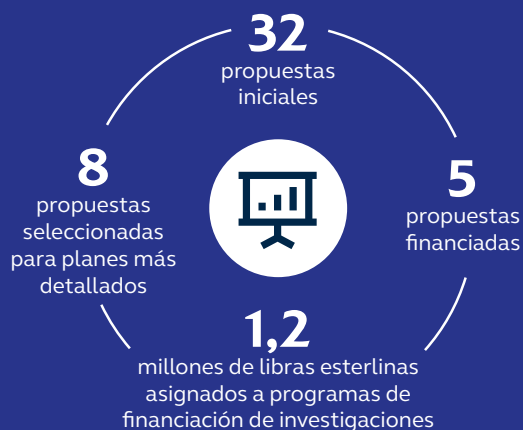 32
propuestas
iniciales
8
propuestas
seleccionadas
para planes más
detallados
5
propuestas
financiadas
1,2
millones de libras esterlinas
asignados a programas de
financiación de investigaciones